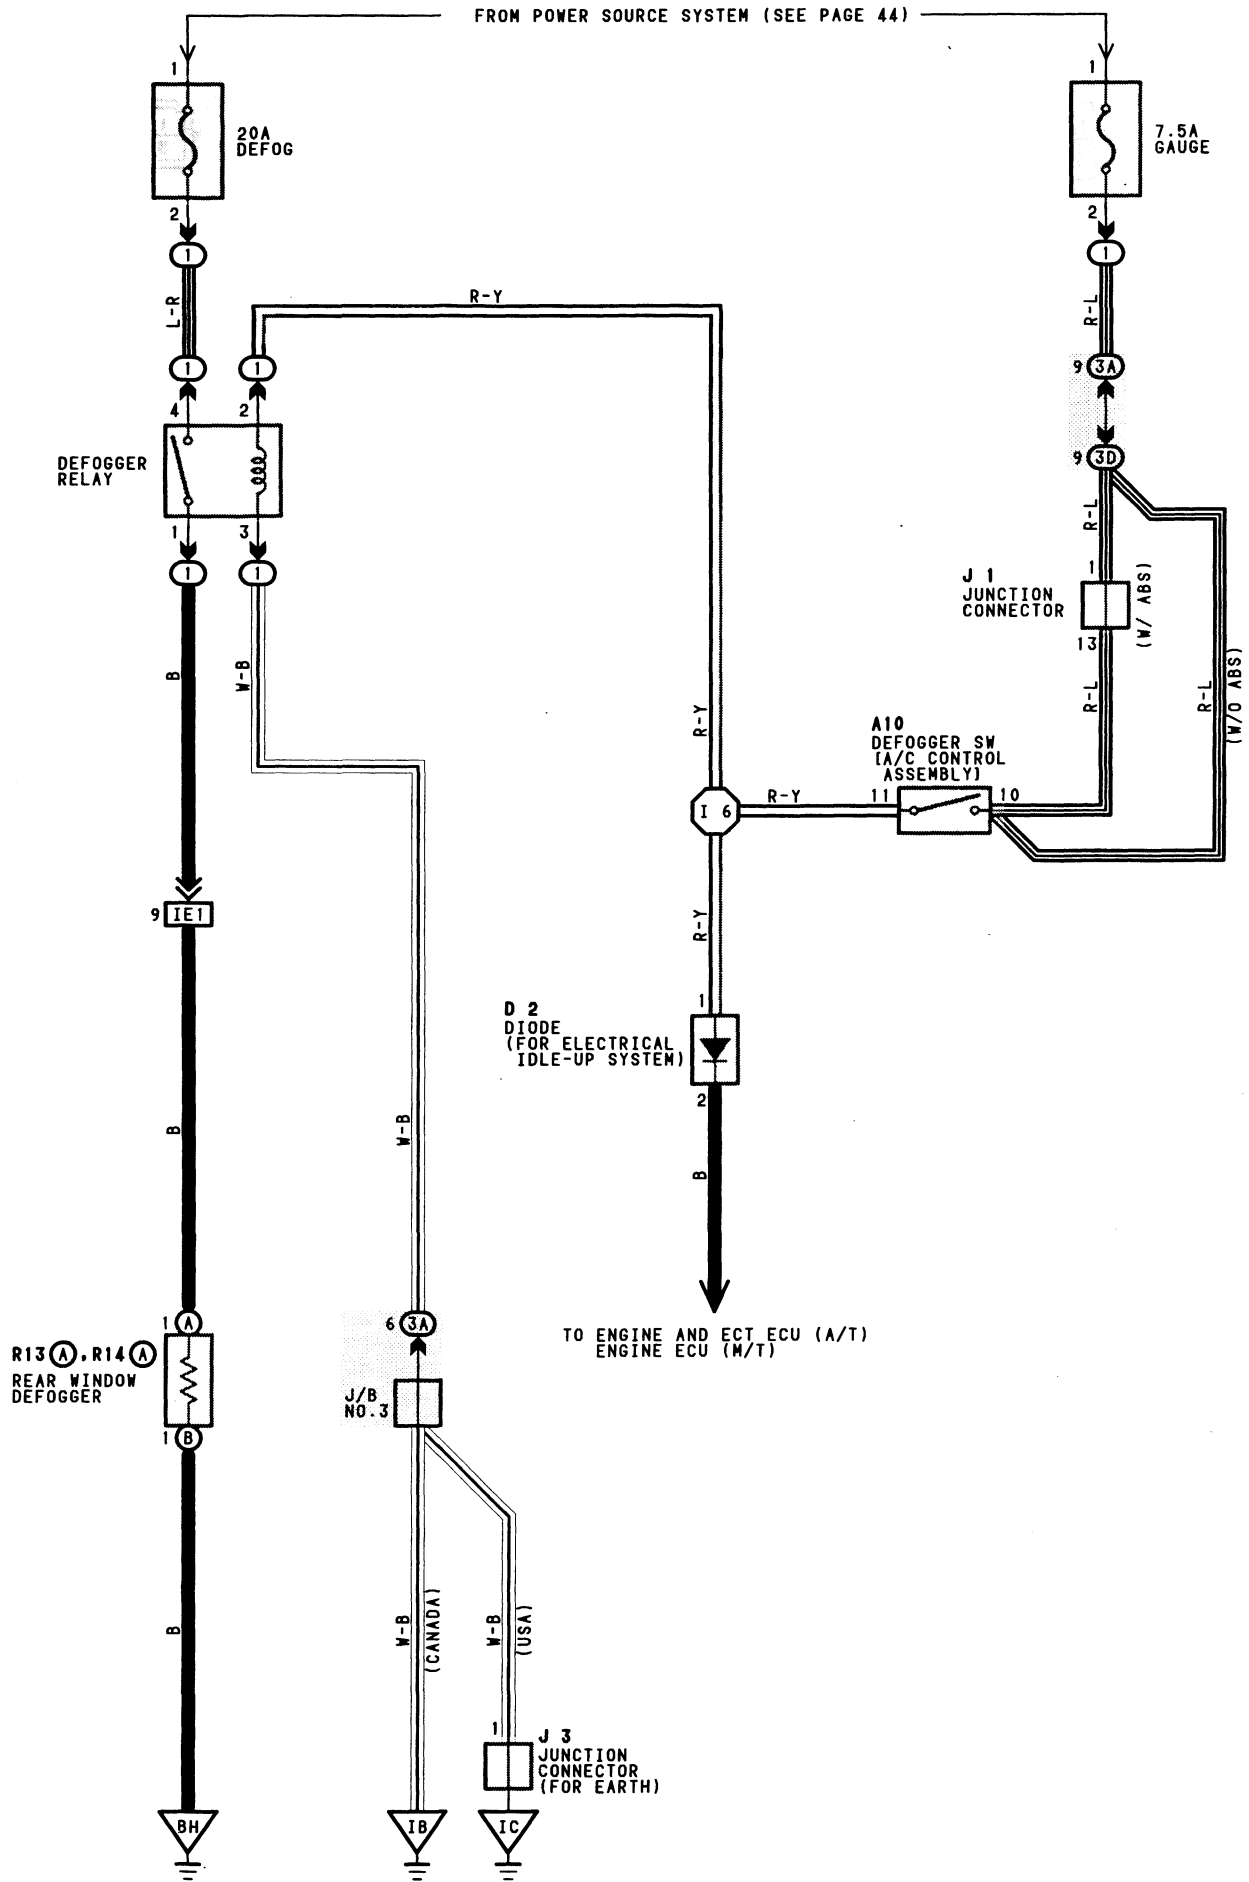 FROM POWER SOURCE SYSTEM (SEE PAGE 44)
1
1
20A
DEFOG
7.5A
GAUGE
2
2
1
1
L-R
R-Y
R-L
1
1
9 3A
4
2
DEFOGGER
RELAY
9 3D
R-L
1
3
1
1
1
J 1
JUNCTION
CONNECTOR
(W/ ABS)
13
B
W-B
R-Y
R-L
R-L
(W/O ABS)
A10
DEFOGGER SW
[A/C CONTROL
ASSEMBLY]
I 6
R-Y
11
10
9 IE1
R-Y
1
D 2
DIODE
(FOR ELECTRICAL
IDLE-UP SYSTEM)
2
B
W-B
B
1 A
6 3A
TO ENGINE AND ECT ECU (A/T)
ENGINE ECU (M/T)
R13 A, R14 A
REAR WINDOW
DEFOGGER
J/B
NO.3
1 B
B
W-B
(CANADA)
W-B
(USA)
1
J 3
JUNCTION
CONNECTOR
(FOR EARTH)
BH
IB
IC